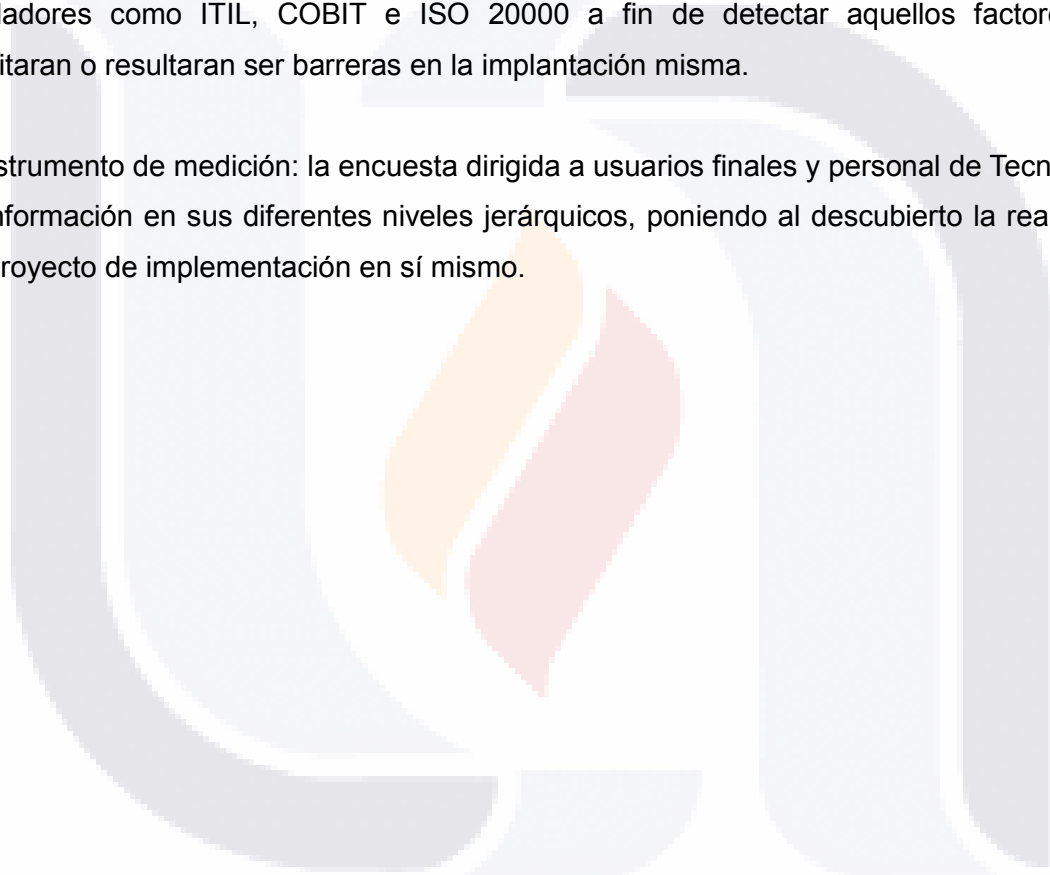 ladores como ITIL, COBIT e ISO 20000 a fin de detectar aquellos factor
itaran o resultaran ser barreras en la implantación misma.
strumento de medición: la encuesta dirigida a usuarios finales y personal de Tecn
nformación en sus diferentes niveles jerárquicos, poniendo al descubierto la rea
royecto de implementación en sí mismo.